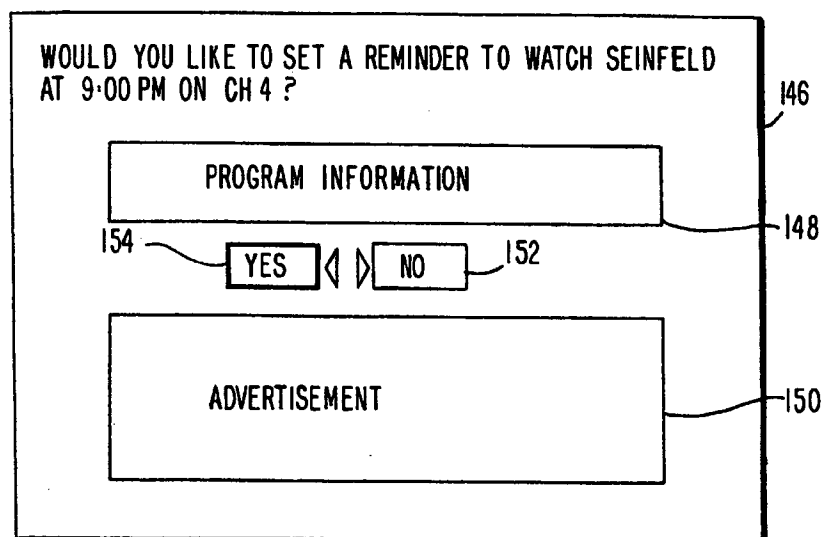 WOULD YOU LIKE TO SET A REMINDER TO WATCH SEINFELD
AT 9:00 PM ON CH 4 ?
146
PROGRAM INFORMATION
148
154
YES
NO
152
ADVERTISEMENT
150